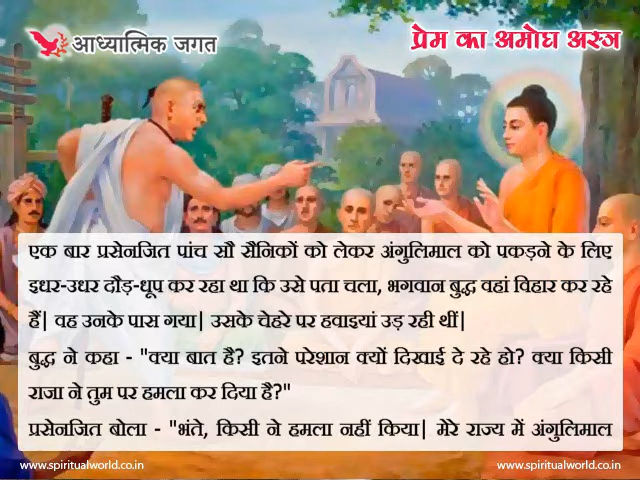 आध्यात्मिक जगत
प्रेम का अमोघ अस्त्र
एक बार प्रसेनजित पांच सौ सैनिकों को लेकर अंगुलिमाल को पकड़ने के लिए
इधर-उधर दौड़-धूप कर रहा था कि उसे पता चला, भगवान बुद्ध वहां विहार कर रहे
हैं| वह उनके पास गया| उसके चेहरे पर हवाइयां उड़ रही थीं|
बुद्ध ने कहा - "क्या बात है? इतने परेशान क्यों दिखाई दे रहे हो? क्या किसी
राजा ने तुम पर हमला कर दिया है?"
प्रसेनजित बोला - "भंते, किसी ने हमला नहीं किया| मेरे राज्य में अंगुलिमाल
www.spiritualworld.co.in
www.spiritualworld.co.in